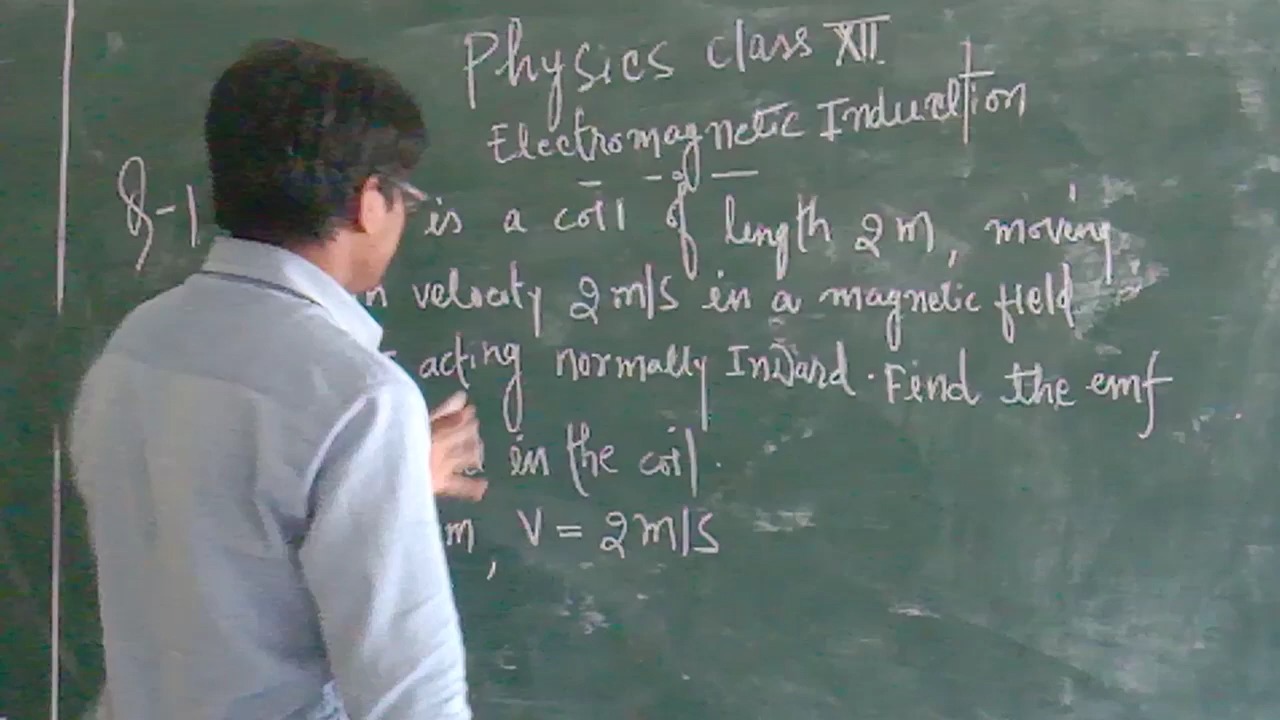 Physics class XII
Electromagnetic Induction
Q-1 is a coil of length 2m, moving
velocity 2m/s in a magnetic field
acting normally Inward. Find the emf
in the coil.
m, V = 2m/s